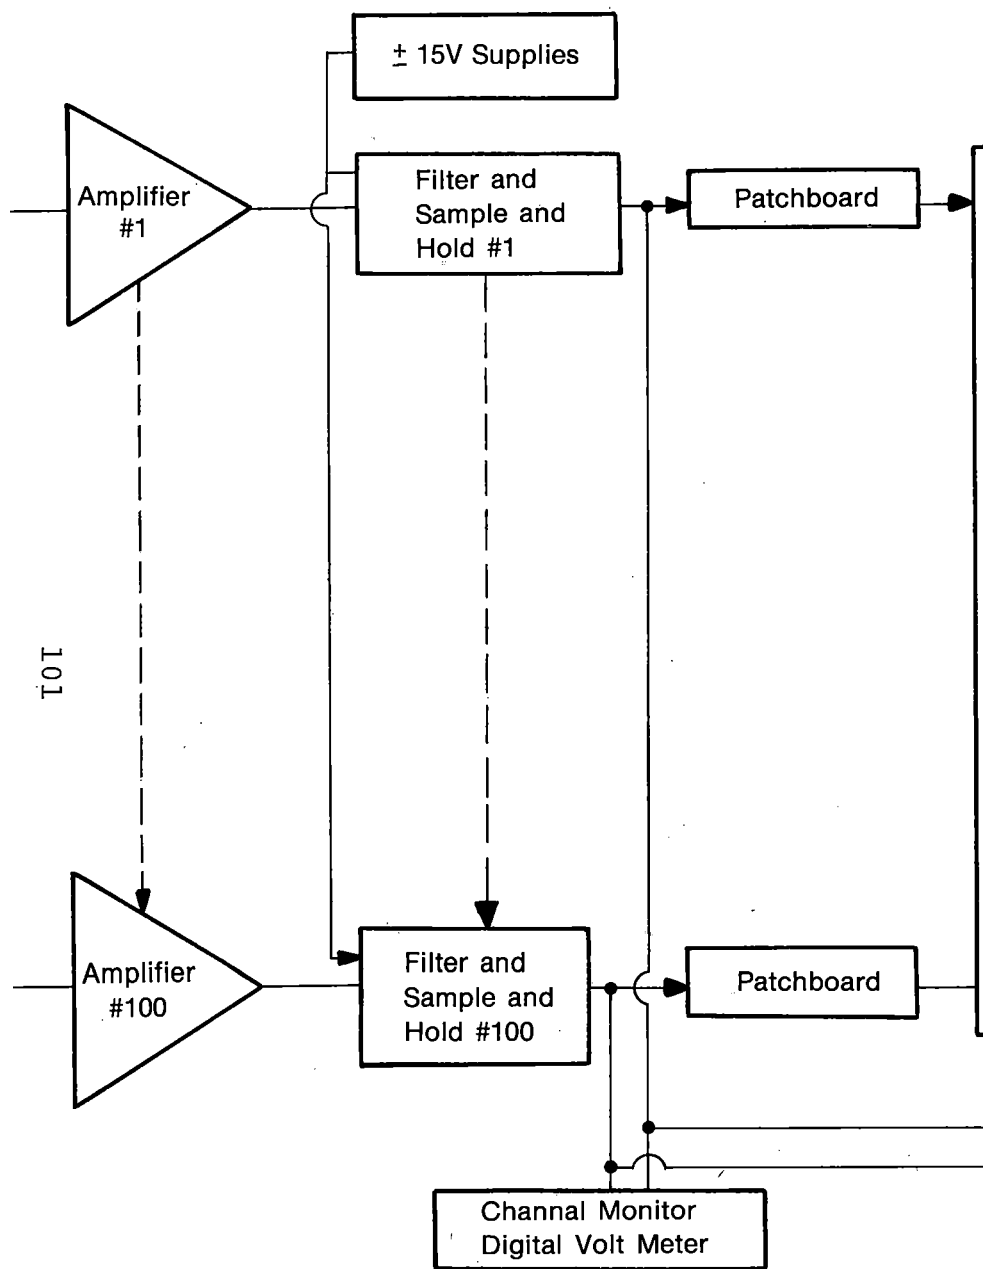 ± 15V Supplies
Amplifier
#1
Filter and
Sample and
Hold #1
Patchboard
101
Amplifier
#100
Filter and
Sample and
Hold #100
Patchboard
Channal Monitor
Digital Volt Meter